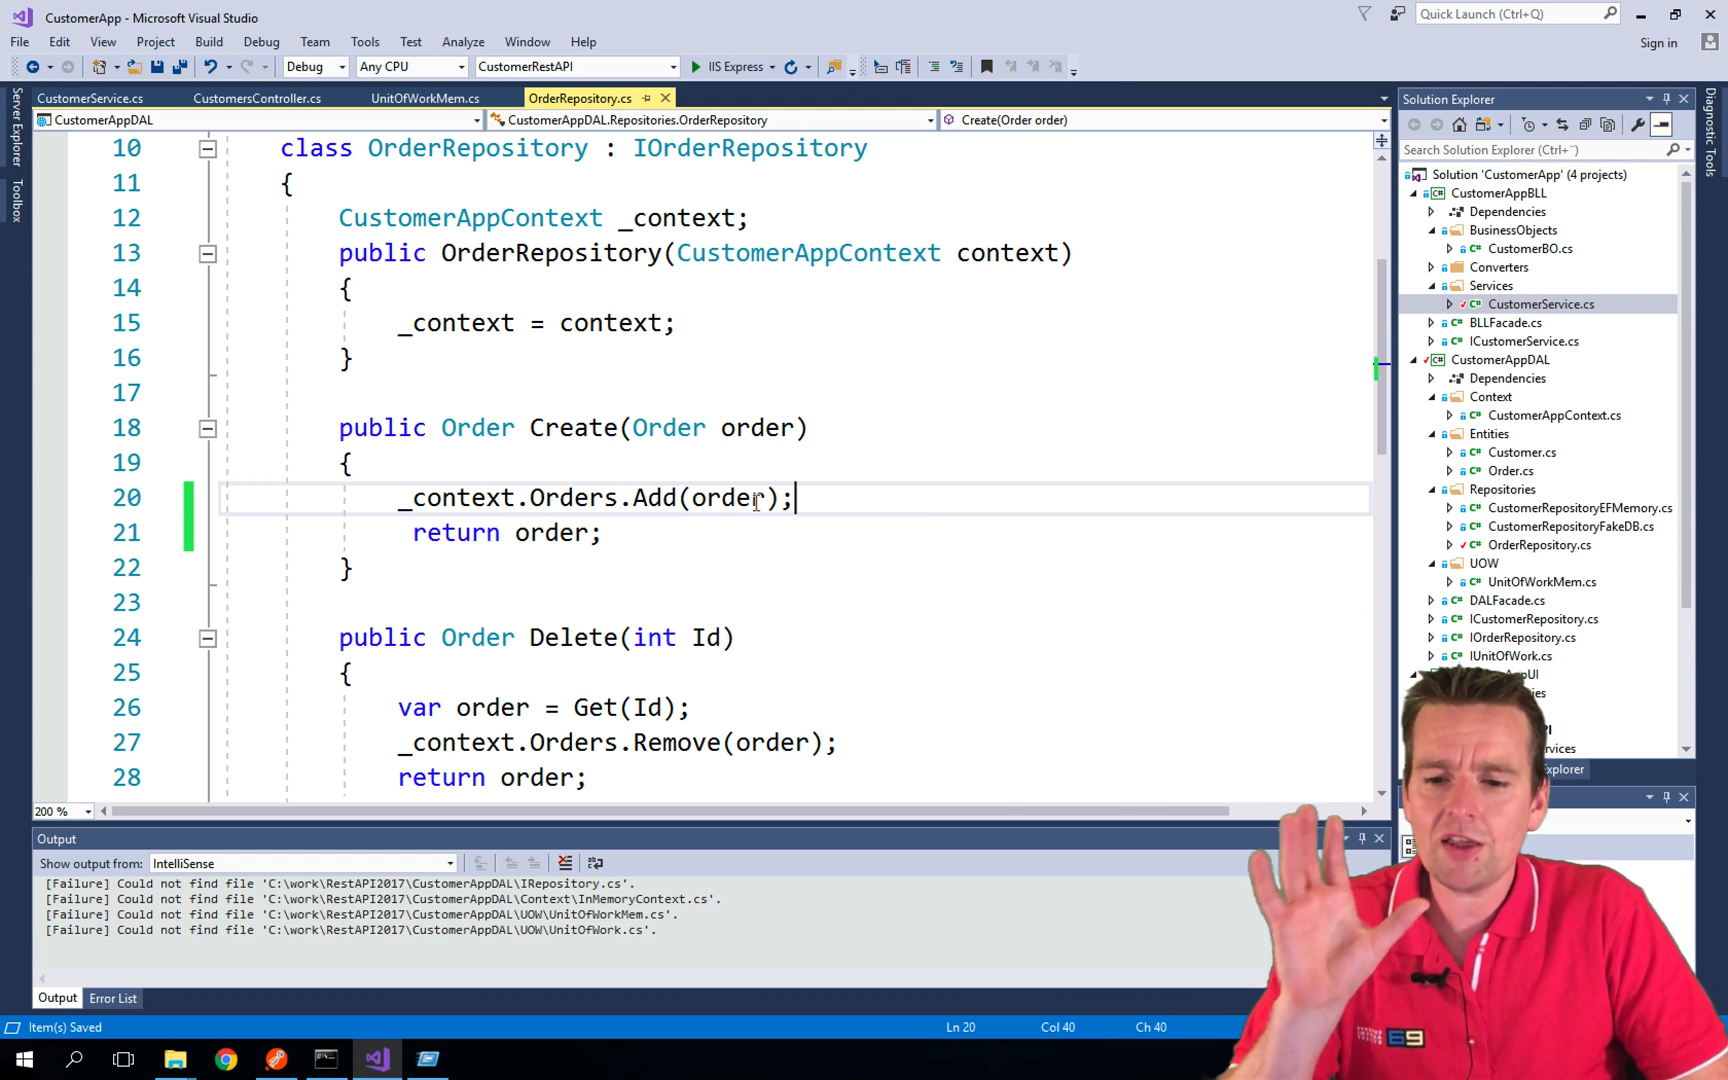 CustomerApp - Microsoft Visual Studio
Quick Launch (Ctrl+Q)
File Edit View Project Build Debug Team Tools Test Analyze Window Help
Sign in
Debug Any CPU CustomerRestAPI IIS Express
Server Explorer
Toolbox
CustomerService.cs CustomersController.cs UnitOfWorkMem.cs OrderRepository.cs
CustomerAppDAL CustomerAppDAL.Repositories.OrderRepository Create(Order order)
10 class OrderRepository : IOrderRepository
11 {
12 CustomerAppContext _context;
13 public OrderRepository(CustomerAppContext context)
14 {
15 _context = context;
16 }
17
18 public Order Create(Order order)
19 {
20 _context.Orders.Add(order);
21 return order;
22 }
23
24 public Order Delete(int Id)
25 {
26 var order = Get(Id);
27 _context.Orders.Remove(order);
28 return order;
200 %
Solution Explorer
Search Solution Explorer (Ctrl+¨)
Solution 'CustomerApp' (4 projects)
CustomerAppBLL
Dependencies
BusinessObjects
CustomerBO.cs
Converters
Services
CustomerService.cs
BLLFacade.cs
ICustomerService.cs
CustomerAppDAL
Dependencies
Context
CustomerAppContext.cs
Entities
Customer.cs
Order.cs
Repositories
CustomerRepositoryEFMemory.cs
CustomerRepositoryFakeDB.cs
OrderRepository.cs
UOW
UnitOfWorkMem.cs
DALFacade.cs
ICustomerRepository.cs
IOrderRepository.cs
IUnitOfWork.cs
Diagnostic Tools
Output
Show output from: IntelliSense
[Failure] Could not find file 'C:\work\RestAPI2017\CustomerAppDAL\IRepository.cs'.
[Failure] Could not find file 'C:\work\RestAPI2017\CustomerAppDAL\Context\InMemoryContext.cs'.
[Failure] Could not find file 'C:\work\RestAPI2017\CustomerAppDAL\UOW\UnitOfWorkMem.cs'.
[Failure] Could not find file 'C:\work\RestAPI2017\CustomerAppDAL\UOW\UnitOfWork.cs'.
Output Error List
Item(s) Saved Ln 20 Col 40 Ch 40
69